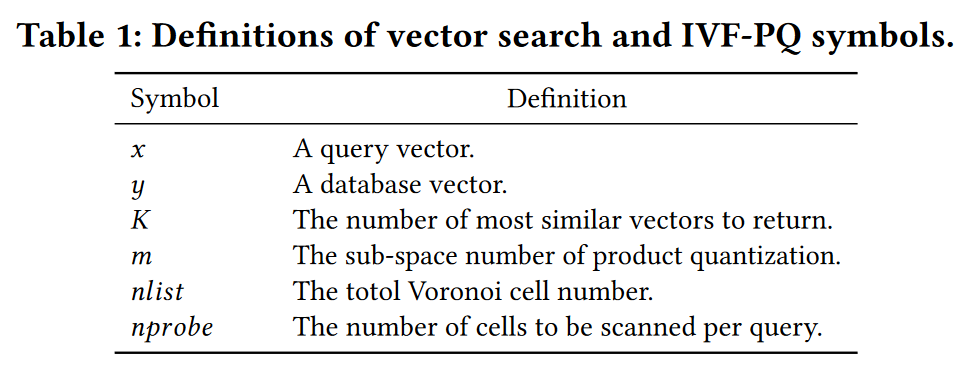 Table 1: Definitions of vector search and IVF-PQ symbols.
Symbol Definition
x A query vector.
y A database vector.
K The number of most similar vectors to return.
m The sub-space number of product quantization.
nlist The totol Voronoi cell number.
nprobe The number of cells to be scanned per query.